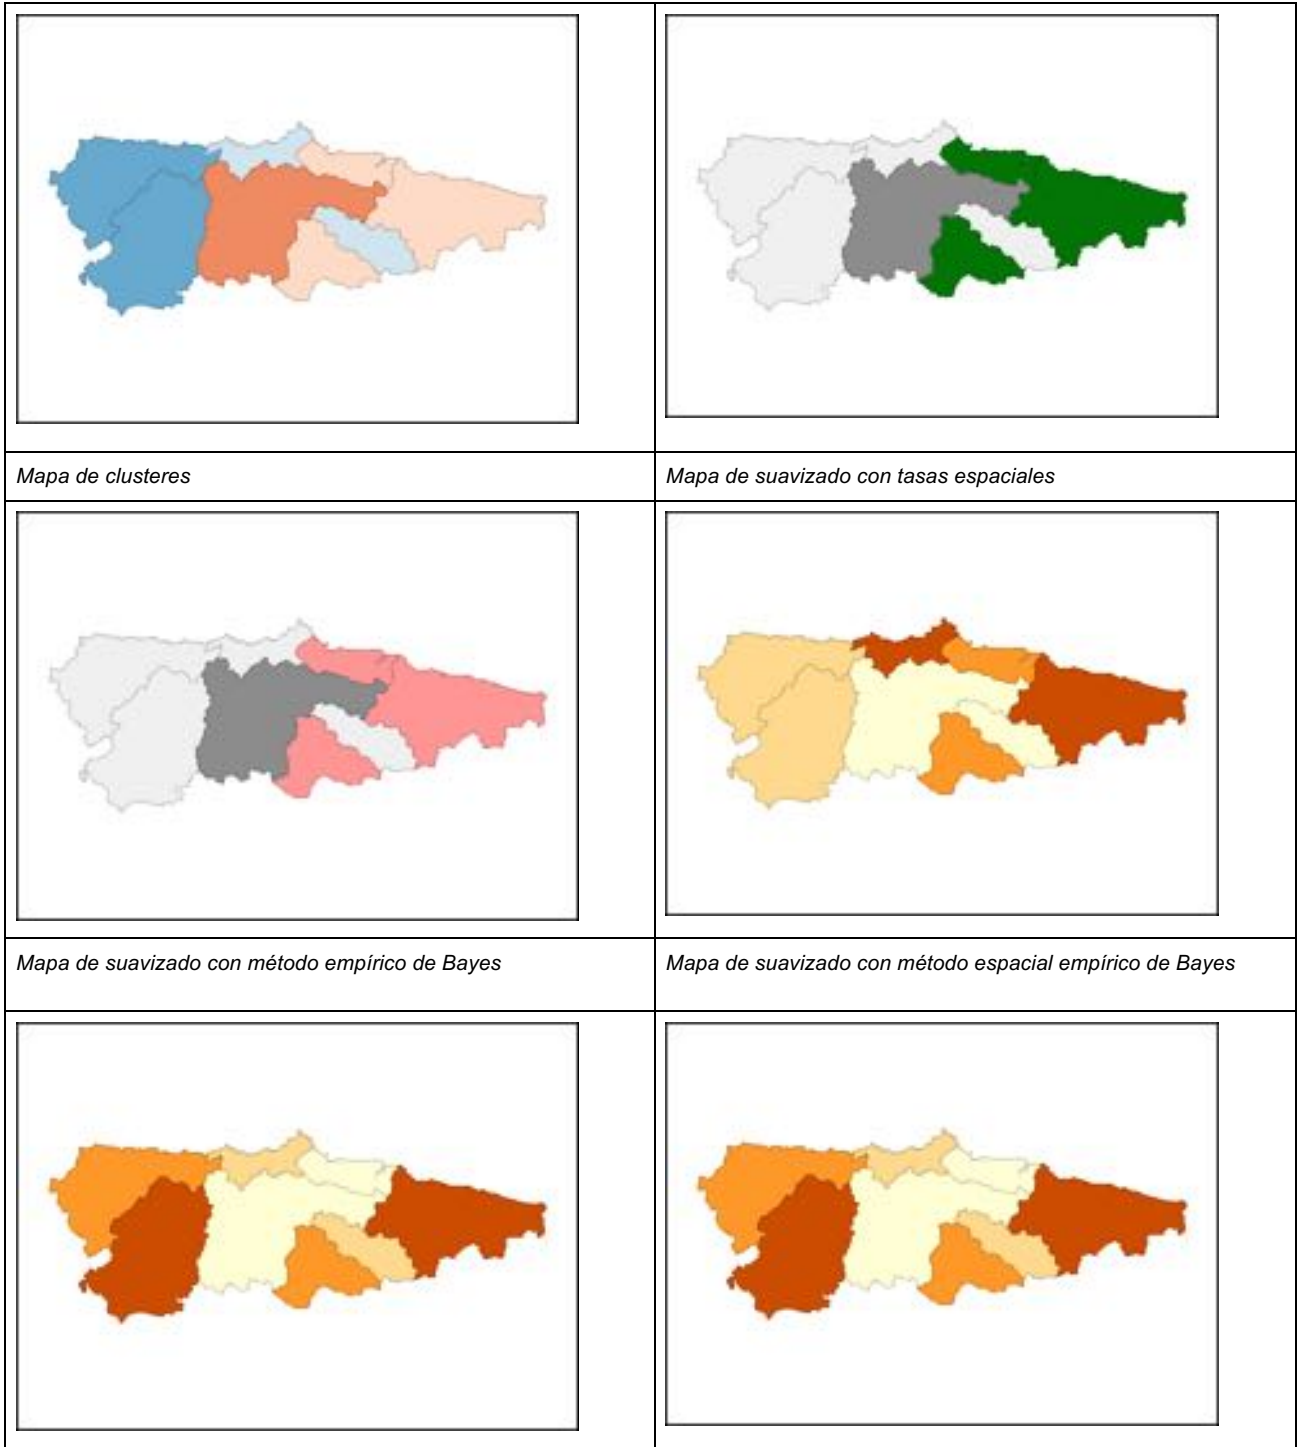 Mapa de clusteres
Mapa de suavizado con tasas espaciales
Mapa de suavizado con método empírico de Bayes
Mapa de suavizado con método espacial empírico de Bayes